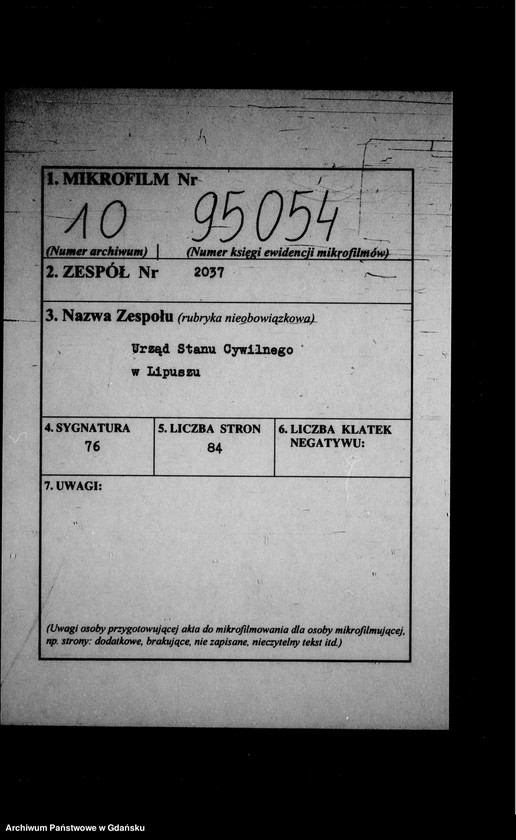 1. MIKROFILM Nr
10 95054
(Numer archiwum) (Numer księgi ewidencji mikrofilmów)
2. ZESPÓŁ Nr 2037
3. Nazwa Zespołu (rubryka nieobowiązkowa)
Urząd Stanu Cywilnego
w Lipuszu
4. SYGNATURA 5. LICZBA STRON 6. LICZBA KLATEK
NEGATYWU:
76 84
7. UWAGI:
(Uwagi osoby przygotowującej akta do mikrofilmowania dla osoby mikrofilmującej,
np. strony: dodatkowe, brakujące, nie zapisane, nieczytelny tekst itd.)
Archiwum Państwowe w Gdańsku